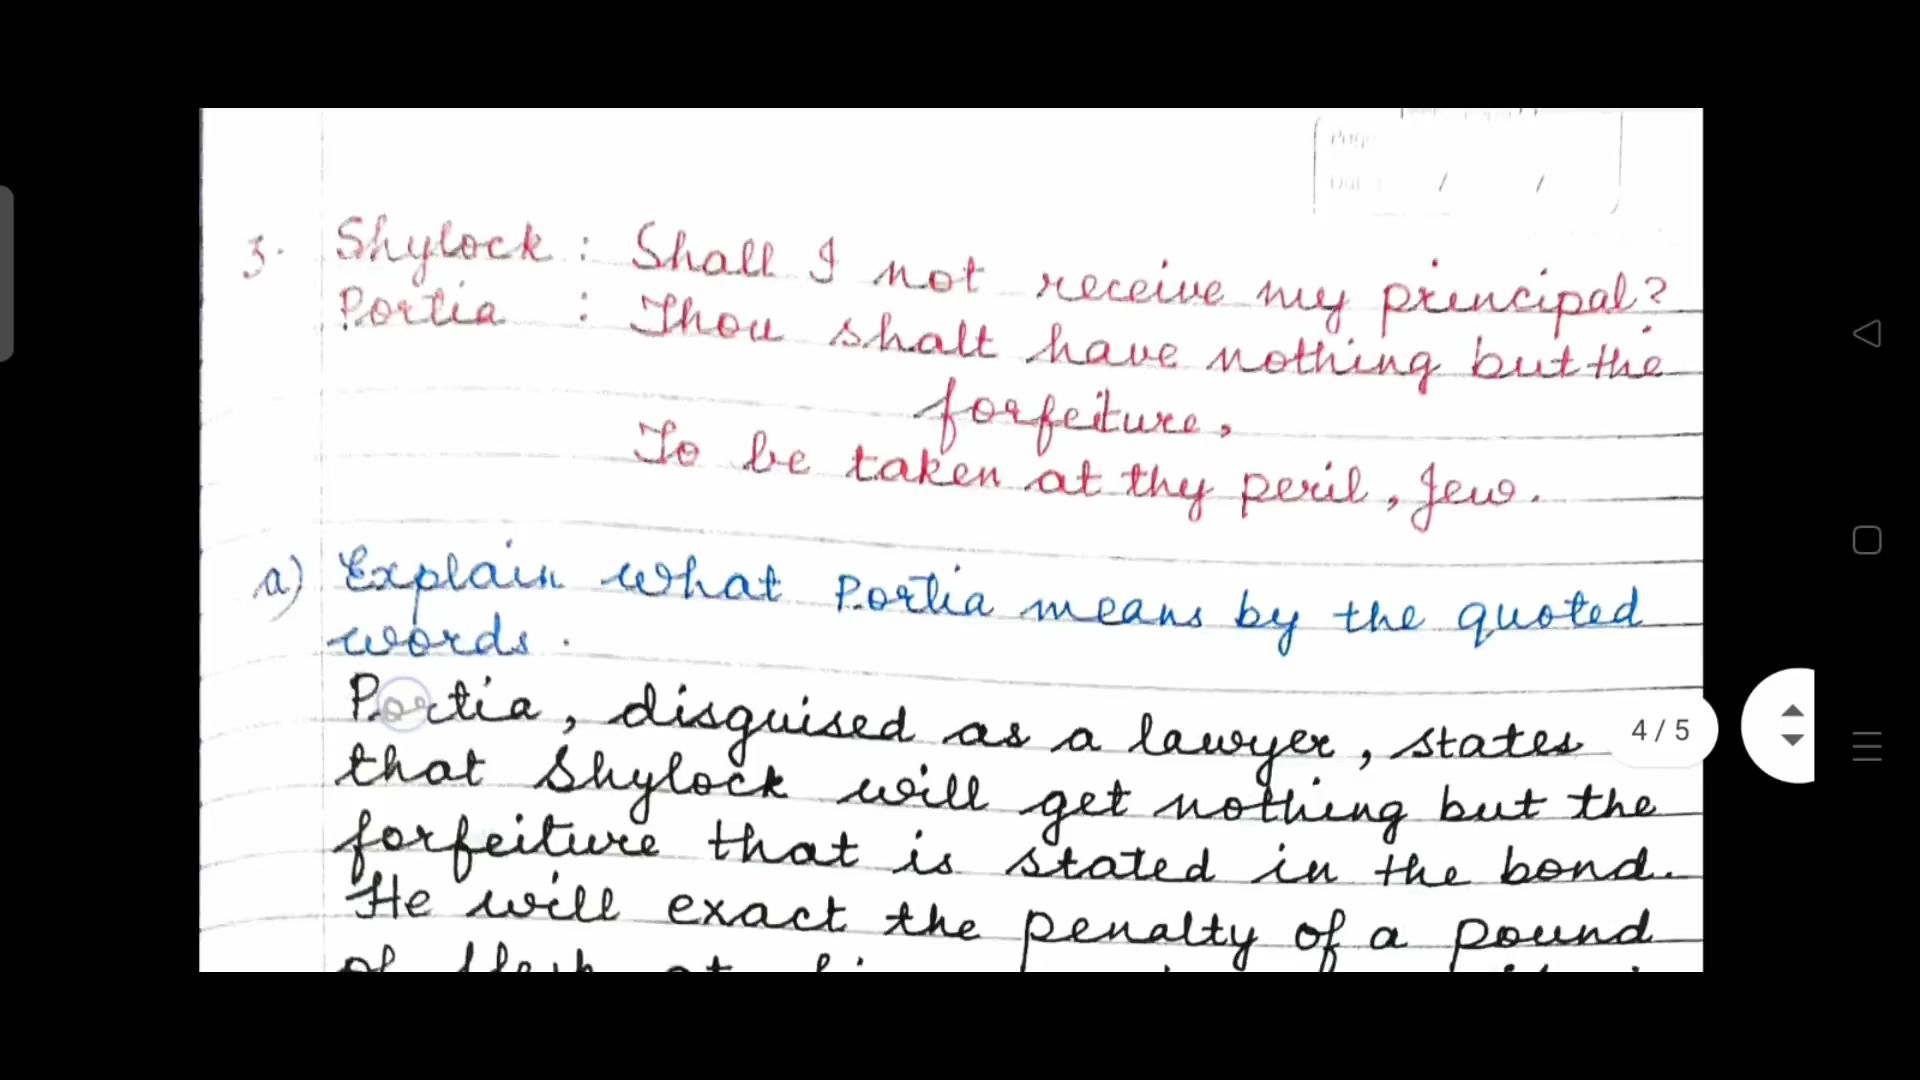 3. Shylock : Shall I not receive my principal?
Portia : Thou shalt have nothing but the
forfeiture,
To be taken at thy peril, Jew.
a) Explain what Portia means by the quoted
words.
Portia, disguised as a lawyer, states
4/5
that Shylock will get nothing but the
forfeiture that is stated in the bond.
He will exact the penalty of a pound
of flesh at